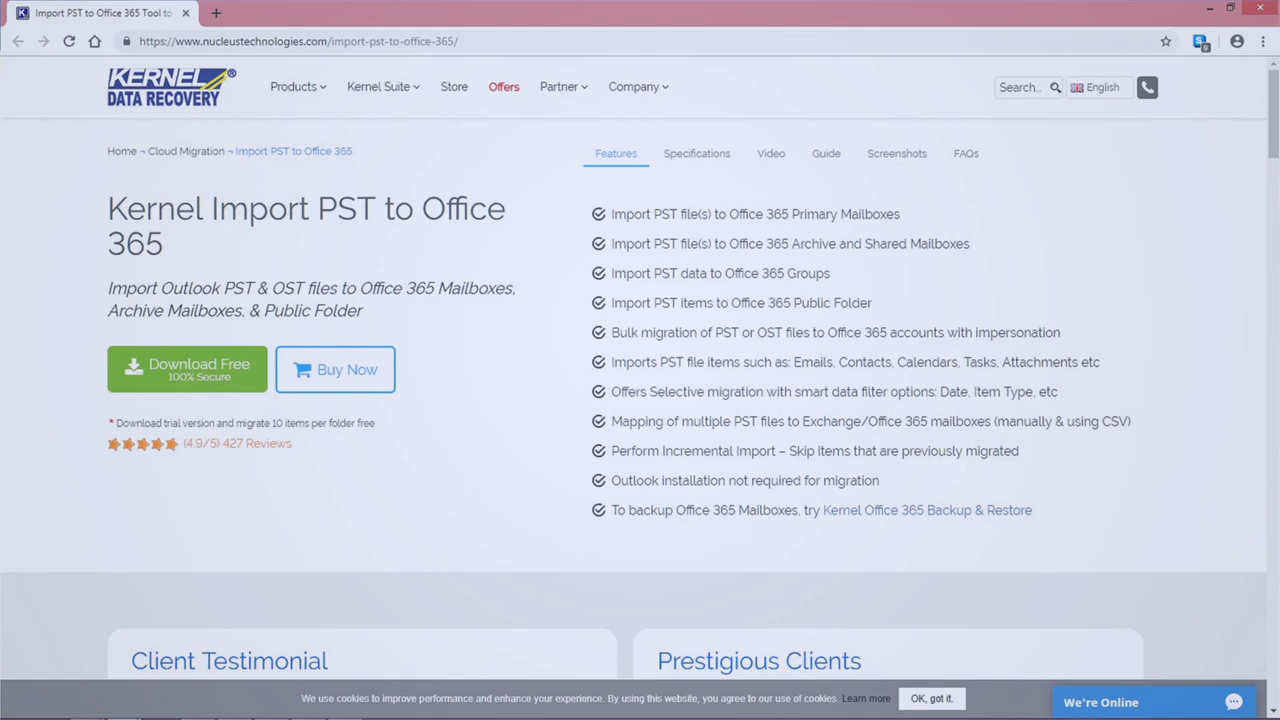 Import PST to Office 365 Tool to
https://www.nucleustechnologies.com/import-pst-to-office-365/
9
KERNEL®
DATA RECOVERY
Products
Kernel Suite
Store
Offers
Partner
Company
Search...
English
Home ¬ Cloud Migration ¬ Import PST to Office 365
Features
Specifications
Video
Guide
Screenshots
FAQs
Kernel Import PST to Office
365
Import Outlook PST & OST files to Office 365 Mailboxes,
Archive Mailboxes, & Public Folder
Download Free
100% Secure
Buy Now
* Download trial version and migrate 10 items per folder free
(4.9/5) 427 Reviews
Import PST file(s) to Office 365 Primary Mailboxes
Import PST file(s) to Office 365 Archive and Shared Mailboxes
Import PST data to Office 365 Groups
Import PST items to Office 365 Public Folder
Bulk migration of PST or OST files to Office 365 accounts with impersonation
Imports PST file items such as: Emails, Contacts, Calendars, Tasks, Attachments etc
Offers Selective migration with smart data filter options: Date, Item Type, etc
Mapping of multiple PST files to Exchange/Office 365 mailboxes (manually & using CSV)
Perform Incremental Import – Skip items that are previously migrated
Outlook installation not required for migration
To backup Office 365 Mailboxes, try Kernel Office 365 Backup & Restore
Client Testimonial
Prestigious Clients
We use cookies to improve performance and enhance your experience. By using this website, you agree to our use of cookies. Learn more
OK, got it.
We're Online